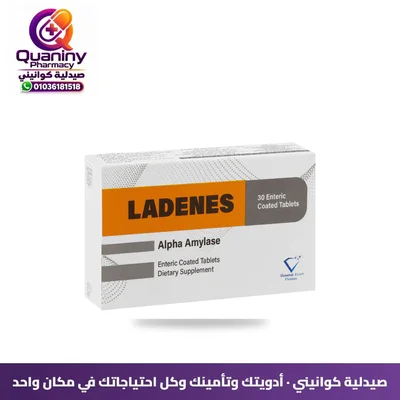 Quaniny
Pharmacy
صيدلية كوانيني
01036181518
LADENES
30 Enteric
Coated Tablets
Alpha Amylase
Enteric Coated Tablets
Dietary Supplement
صيدلية كوانيني · أدويتك وتأمينك وكل احتياجاتك في مكان واحد